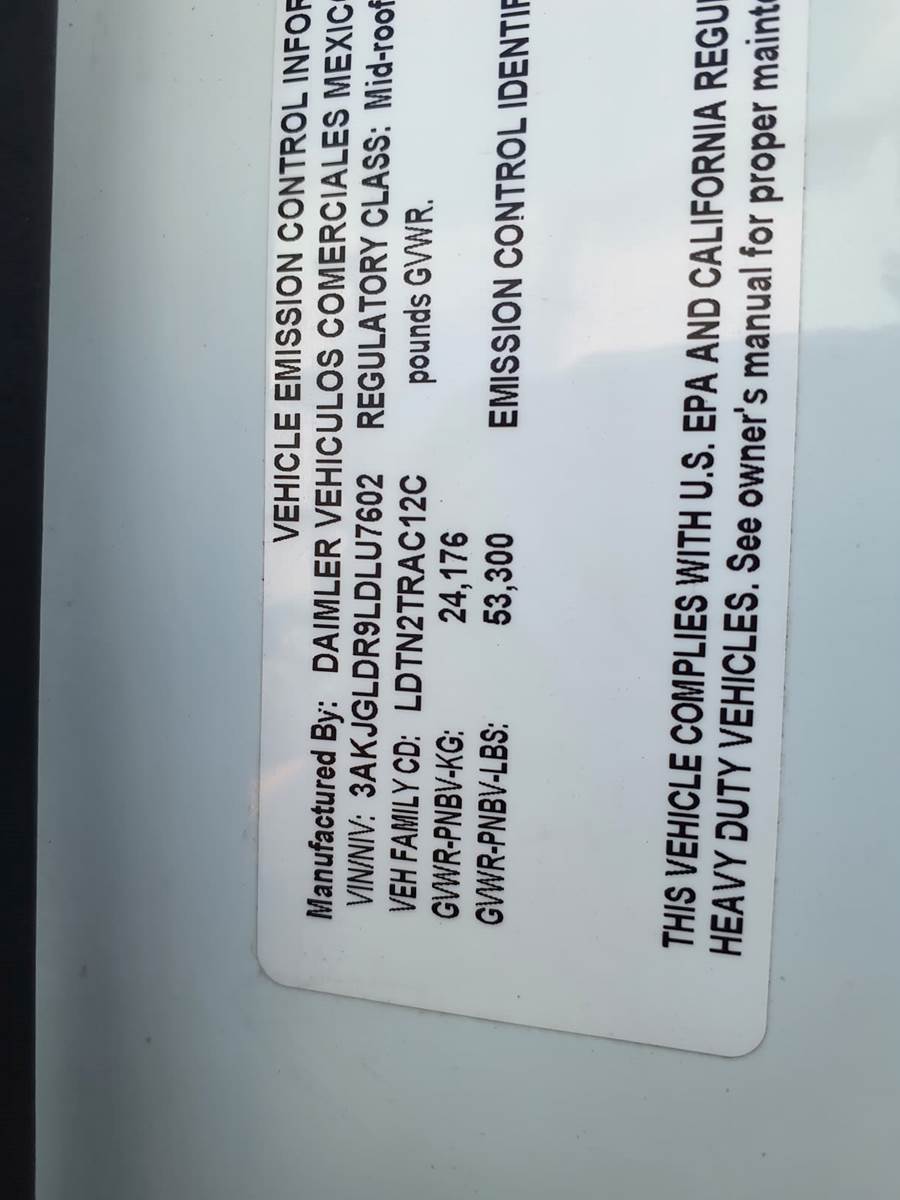 VEHICLE EMISSION CONTROL INFOR
Manufactured By: DAIMLER VEHICULOS COMERCIALES MEXICO
VIN/NIV: 3AKJGLDR9LDLU7602 REGULATORY CLASS: Mid-roof
VEH FAMILY CD: LDTN2TRAC12C pounds GVWR.
GVWR-PNBV-KG: 24,176
GVWR-PNBV-LBS: 53,300 EMISSION CONTROL IDENTIF
THIS VEHICLE COMPLIES WITH U.S. EPA AND CALIFORNIA REGU
HEAVY DUTY VEHICLES. See owner's manual for proper mainte